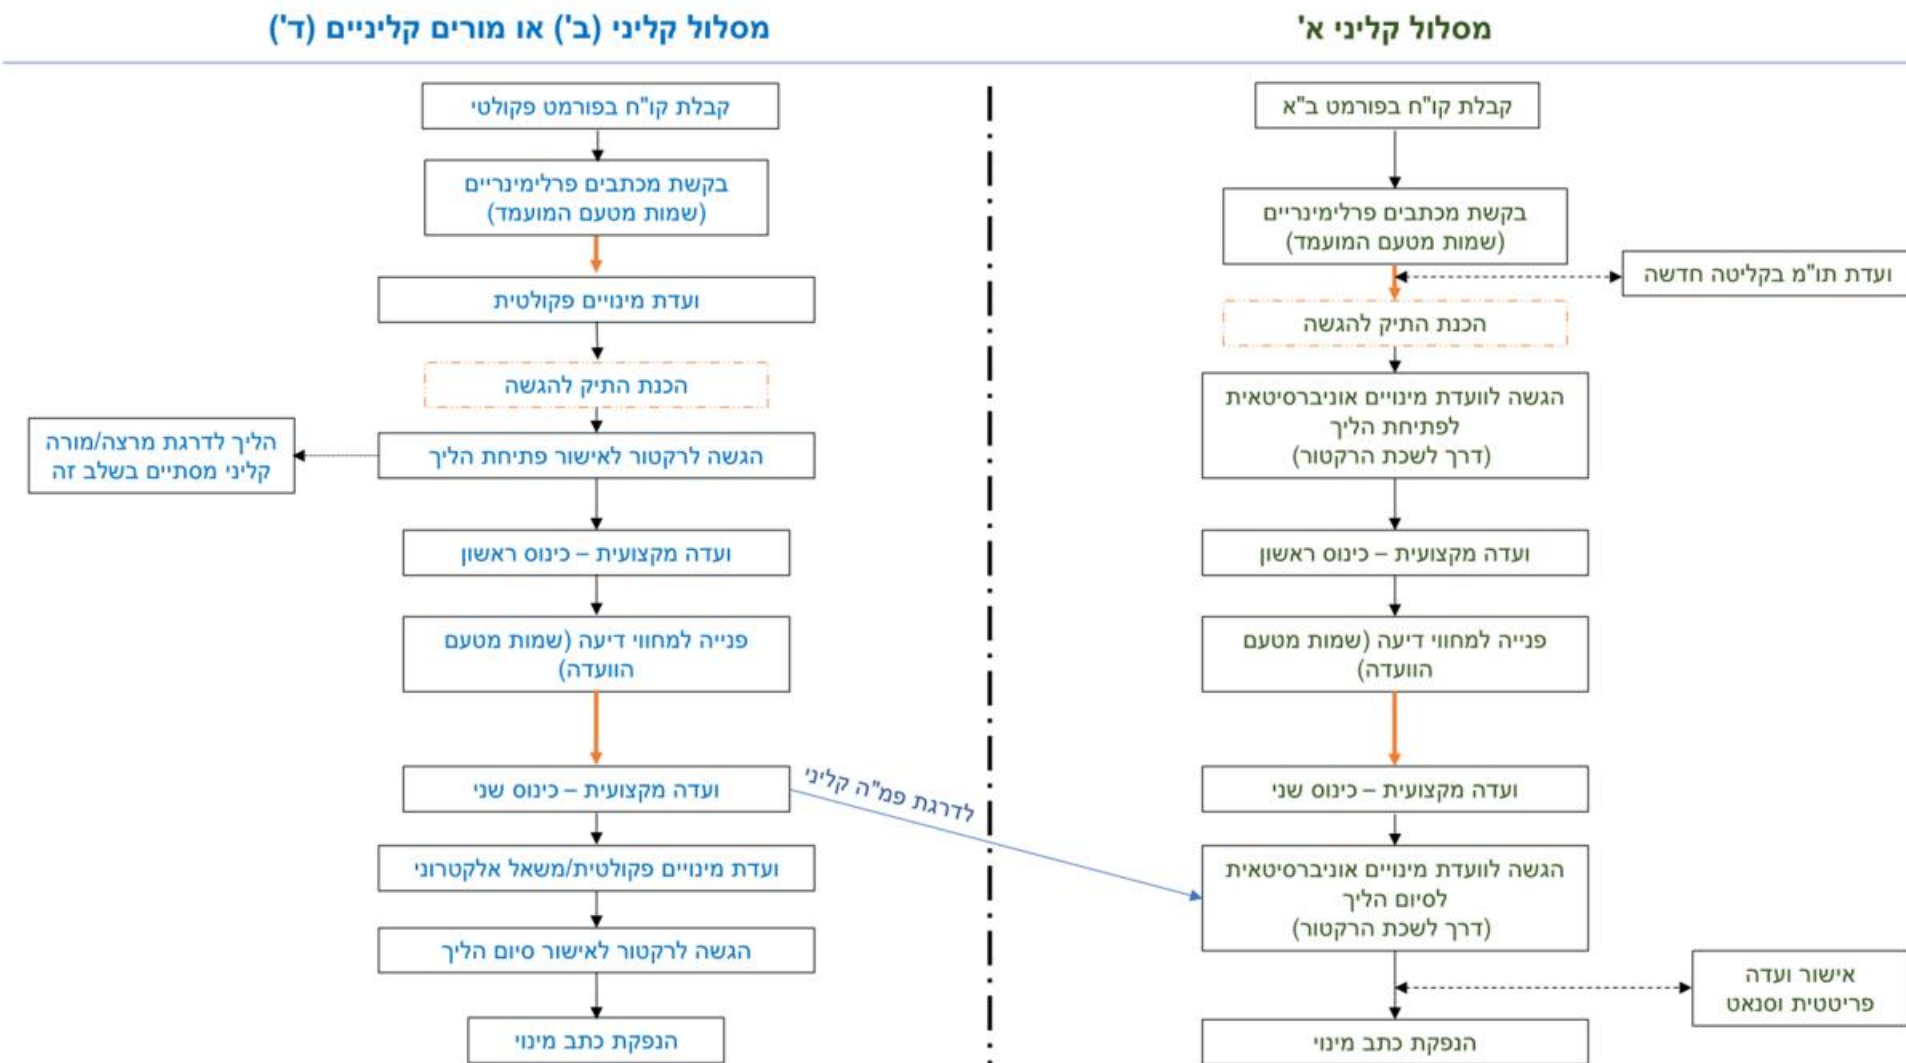 מסלול קליני א'
קבלת קו"ח בפורמט ב"א
בקשת מכתבים פרלימינריים
(שמות מטעם המועמד)
ועדת תו"מ בקליטה חדשה
הכנת התיק להגשה
הגשה לוועדת מינויים אוניברסיטאית
לפתיחת הליך
(דרך לשכת הרקטור)
ועדה מקצועית – כינוס ראשון
פנייה למחווי דיעה (שמות מטעם
הוועדה)
ועדה מקצועית – כינוס שני
הגשה לוועדת מינויים אוניברסיטאית
לסיום הליך
(דרך לשכת הרקטור)
אישור ועדה
פריטטית וסנאט
הנפקת כתב מינוי
מסלול קליני (ב') או מורים קליניים (ד')
קבלת קו"ח בפורמט פקולטי
בקשת מכתבים פרלימינריים
(שמות מטעם המועמד)
ועדת מינויים פקולטית
הכנת התיק להגשה
הגשה לרקטור לאישור פתיחת הליך
הליך לדרגת מרצה/מורה
קליני מסתיים בשלב זה
ועדה מקצועית – כינוס ראשון
פנייה למחווי דיעה (שמות מטעם
הוועדה)
ועדה מקצועית – כינוס שני
לדרגת פמ"ה קליני
ועדת מינויים פקולטית/משאל אלקטרוני
הגשה לרקטור לאישור סיום הליך
הנפקת כתב מינוי